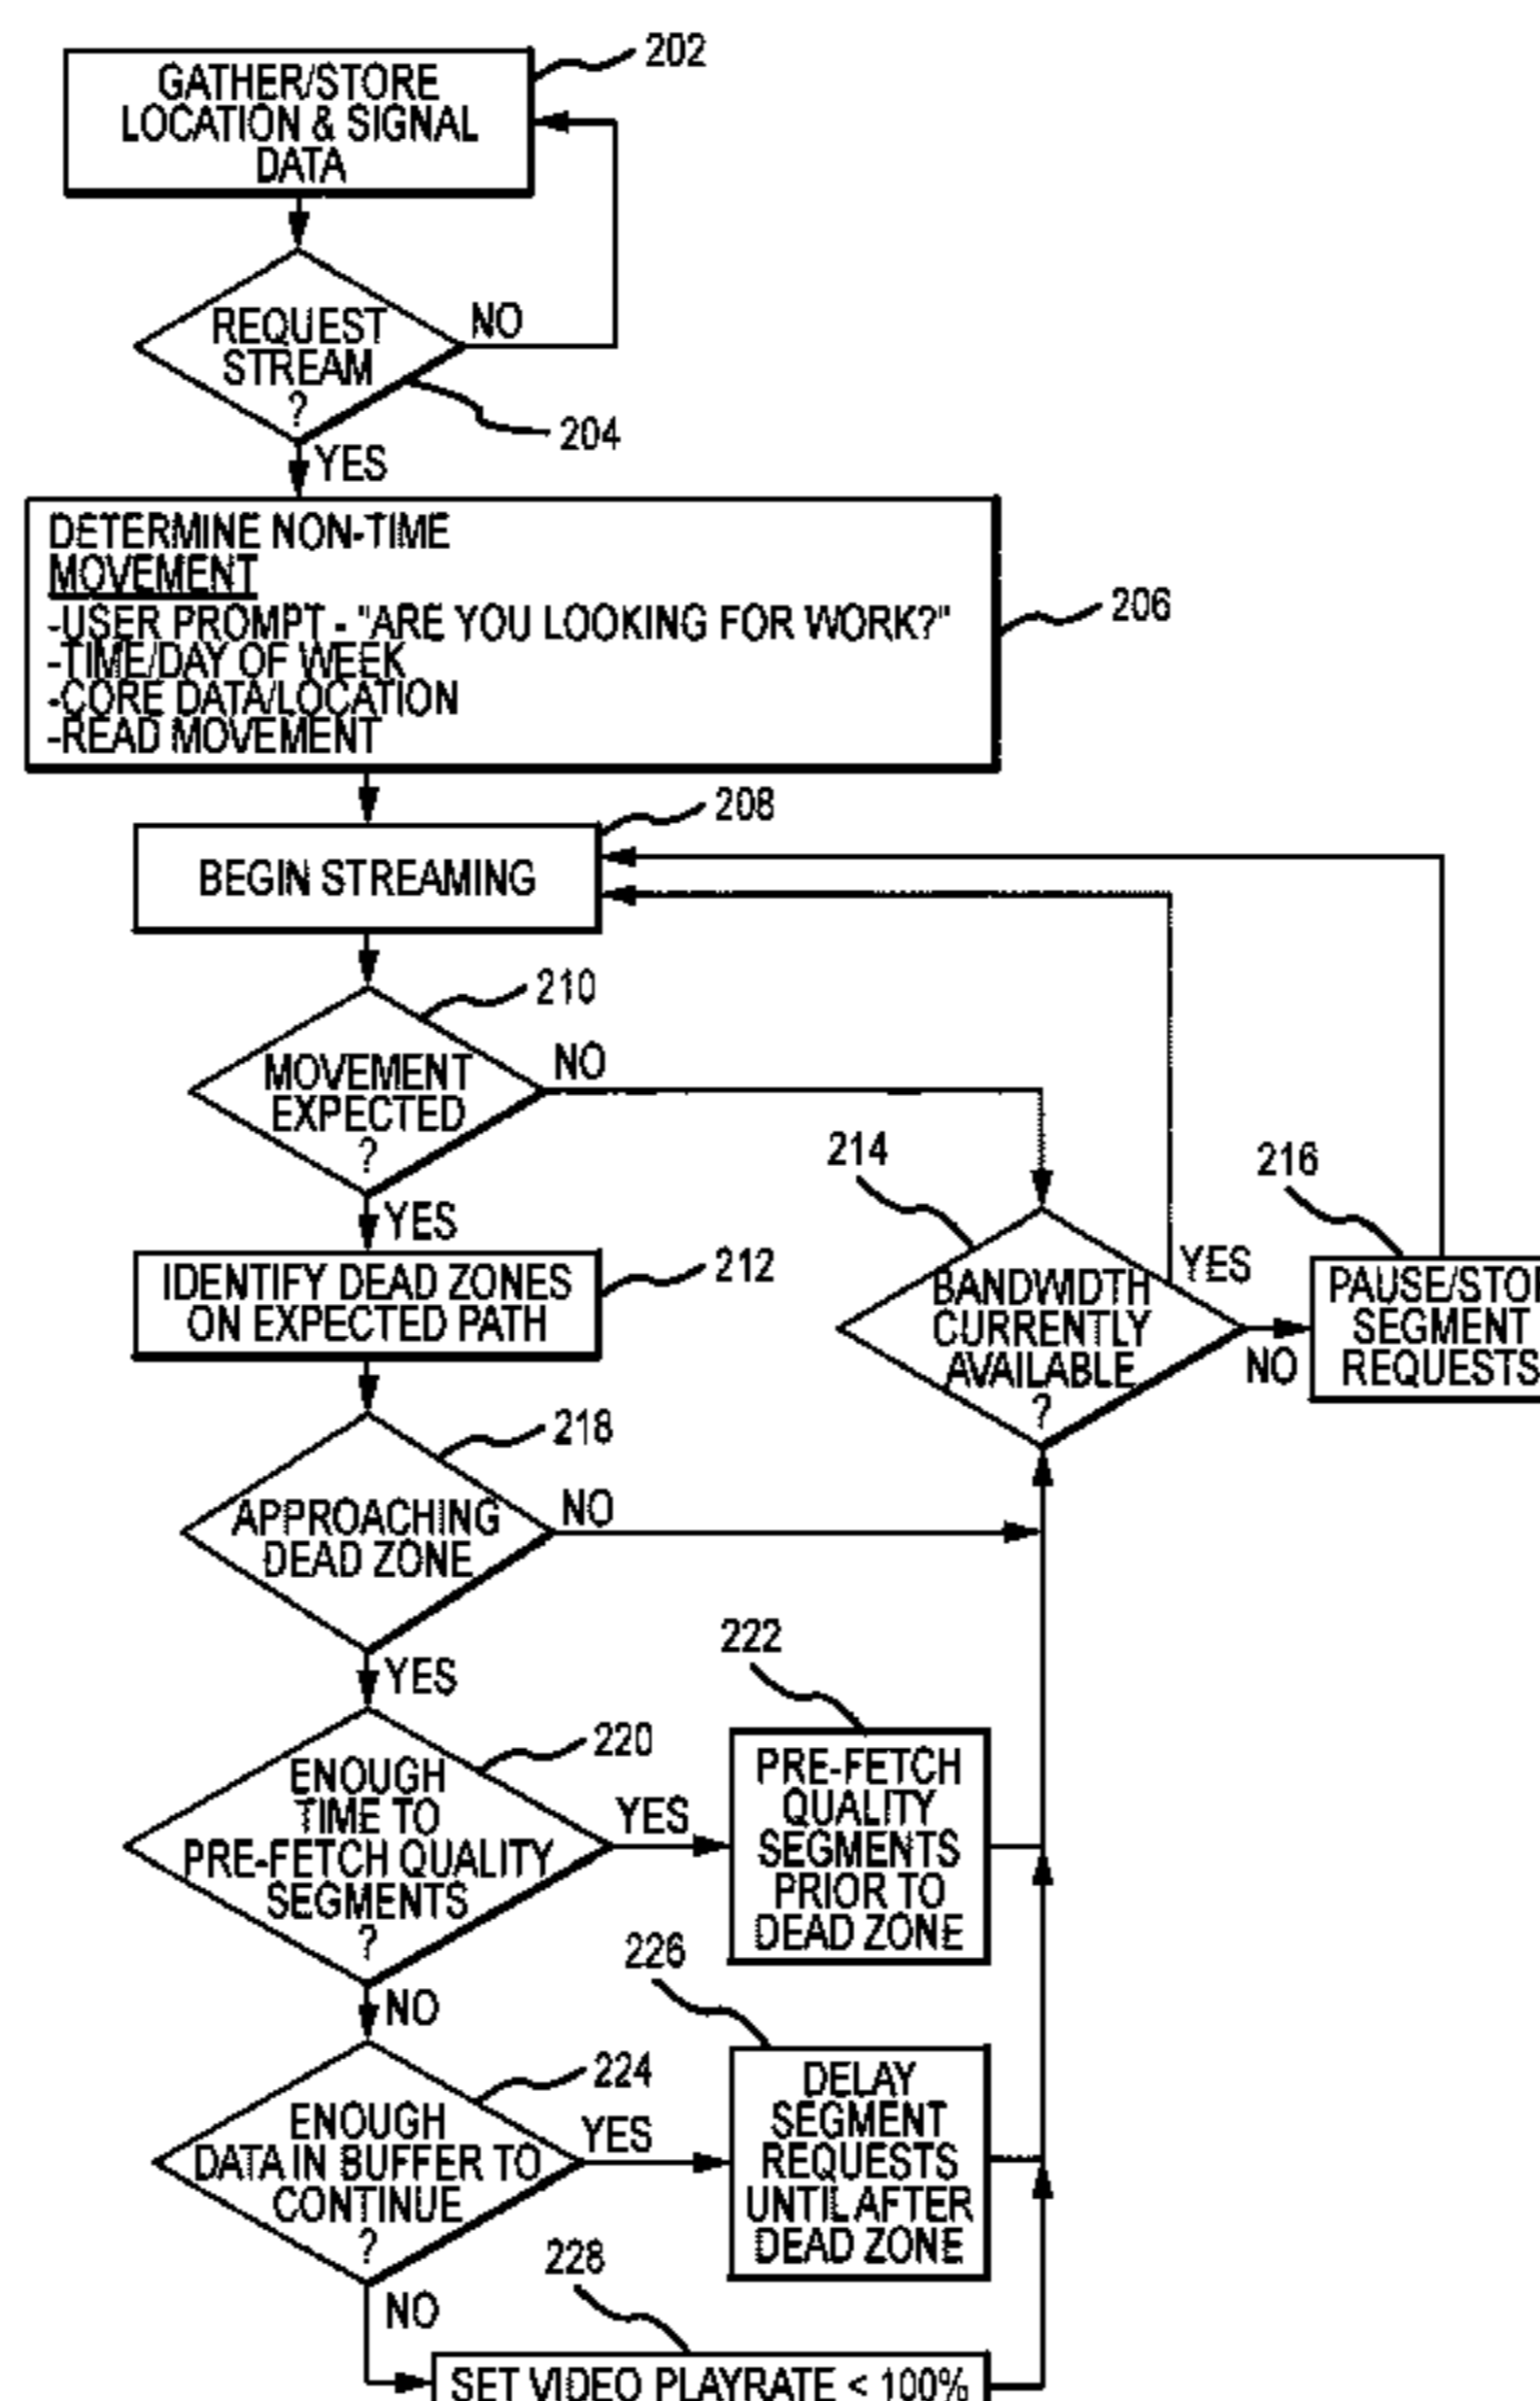 202
GATHER/STORE
LOCATION & SIGNAL
DATA
REQUEST
STREAM
?
NO
204
YES
DETERMINE NON-TIME
MOVEMENT
-USER PROMPT - "ARE YOU LOOKING FOR WORK?"
-TIME/DAY OF WEEK
-CORE DATA/LOCATION
-READ MOVEMENT
206
208
BEGIN STREAMING
210
MOVEMENT
EXPECTED
?
NO
YES
214
216
IDENTIFY DEAD ZONES
ON EXPECTED PATH
212
BANDWIDTH
CURRENTLY
AVAILABLE
?
YES
NO
PAUSE/STOP
SEGMENT
REQUESTS
218
APPROACHING
DEAD ZONE
NO
YES
220
ENOUGH
TIME TO
PRE-FETCH QUALITY
SEGMENTS
?
YES
222
PRE-FETCH
QUALITY
SEGMENTS
PRIOR TO
DEAD ZONE
NO
224
ENOUGH
DATA IN BUFFER TO
CONTINUE
?
YES
226
DELAY
SEGMENT
REQUESTS
UNTIL AFTER
DEAD ZONE
NO
228
SET VIDEO PLAYRATE < 100%